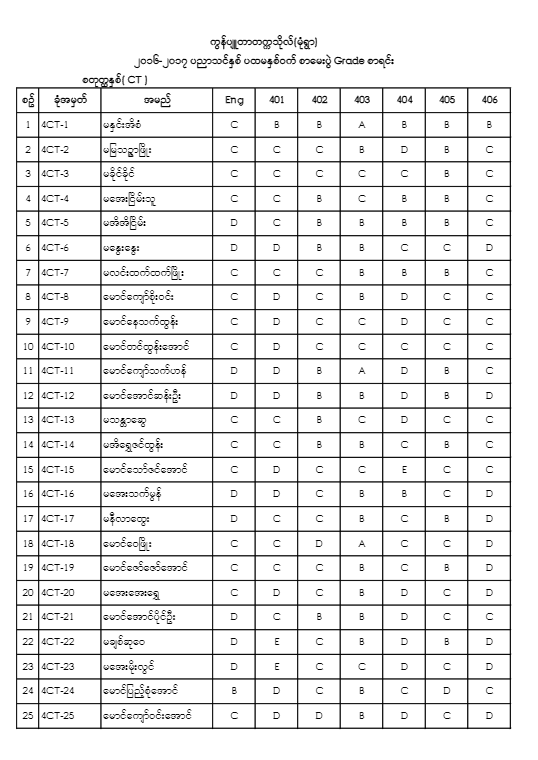 ကွန်ပျူတာတက္ကသိုလ်(မုံရွာ)
၂၀၁၆-၂၀၁၇ ပညာသင်နှစ် ပထမနှစ်ဝက် စာမေးပွဲ Grade စာရင်း
စတုတ္ထနှစ်( CT )
စဥ် ခုံအမှတ် အမည် Eng 401 402 403 404 405 406
1 4CT-1 မနှင်းအိစံ C B B A B B B
2 4CT-2 မမြသဉ္ဇာဖြိုး C C C B D B C
3 4CT-3 မခိုင်ခိုင် C C C C C B C
4 4CT-4 မအေးငြိမ်းသူ C C B C B B C
5 4CT-5 မအိအိငြိမ်း D C B B B B C
6 4CT-6 မနွေးနွေး D D B B C C D
7 4CT-7 မလင်းထက်ထက်ဖြိုး C C C B B B C
8 4CT-8 မောင်ကျော်စိုးဝင်း C D C B D C C
9 4CT-9 မောင်နေသက်ထွန်း C D C C D C C
10 4CT-10 မောင်တင်ထွန်းအောင် C D C C C C C
11 4CT-11 မောင်ကျော်သက်ဟန် D D B A D B C
12 4CT-12 မောင်အောင်ဆန်းဦး D D B B D B D
13 4CT-13 မသန္တာဆွေ C C B C D C C
14 4CT-14 မအိရွှေဇင်ထွန်း C C B B C B C
15 4CT-15 မောင်သော်ဇင်အောင် C D C C E C C
16 4CT-16 မအေးသက်မွန် D D C B B C D
17 4CT-17 မနီလာထွေး D C C B C B D
18 4CT-18 မောင်ဝေဖြိုး C C D A C C D
19 4CT-19 မောင်ဇော်ဇော်အောင် C C C B C B D
20 4CT-20 မအေးအေးရွှေ C D C B D C D
21 4CT-21 မောင်အောင်ပိုင်ဦး D C B B D C C
22 4CT-22 မချစ်ဆုဝေ D E C B D B D
23 4CT-23 မအေးမိုးလွင် D E C C D C D
24 4CT-24 မောင်ပြည့်စုံအောင် B D C B C D C
25 4CT-25 မောင်ကျော်ဝင်းအောင် C D D B D C D